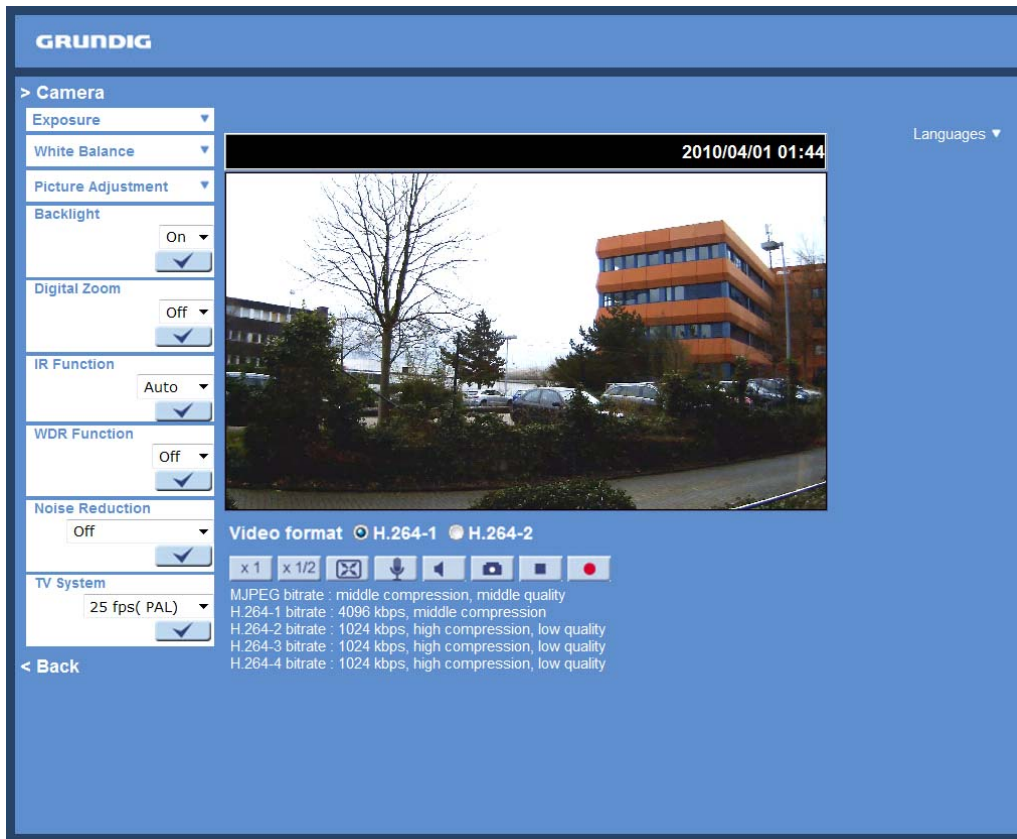 GRUNDIG
> Camera
Exposure
White Balance
Picture Adjustment
Backlight
On
Digital Zoom
Off
IR Function
Auto
WDR Function
Off
Noise Reduction
Off
TV System
25 fps( PAL)
< Back
Languages
2010/04/01 01:44
Video format H.264-1 H.264-2
x 1 x 1/2
MJPEG bitrate : middle compression, middle quality
H.264-1 bitrate : 4096 kbps, middle compression
H.264-2 bitrate : 1024 kbps, high compression, low quality
H.264-3 bitrate : 1024 kbps, high compression, low quality
H.264-4 bitrate : 1024 kbps, high compression, low quality